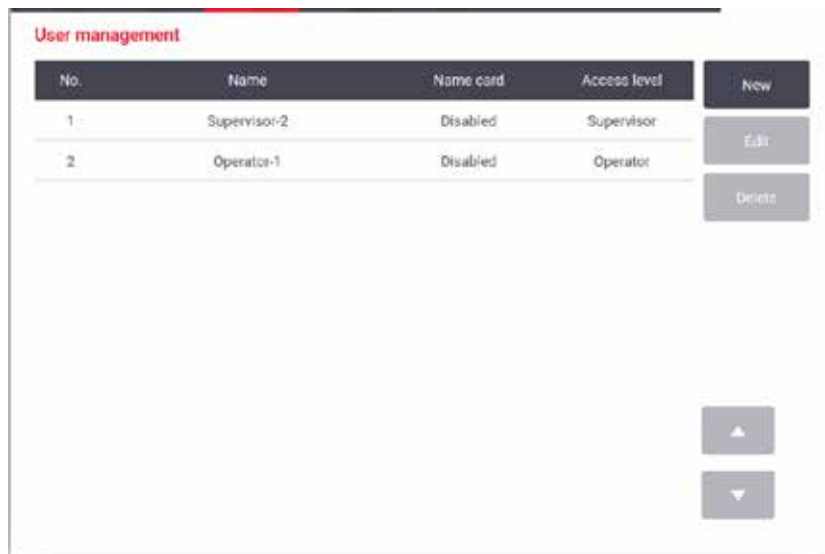 User management
No. Name Name card Access level New
1 Supervisor-2 Disabled Supervisor
Edit
2 Operator-1 Disabled Operator
Delete